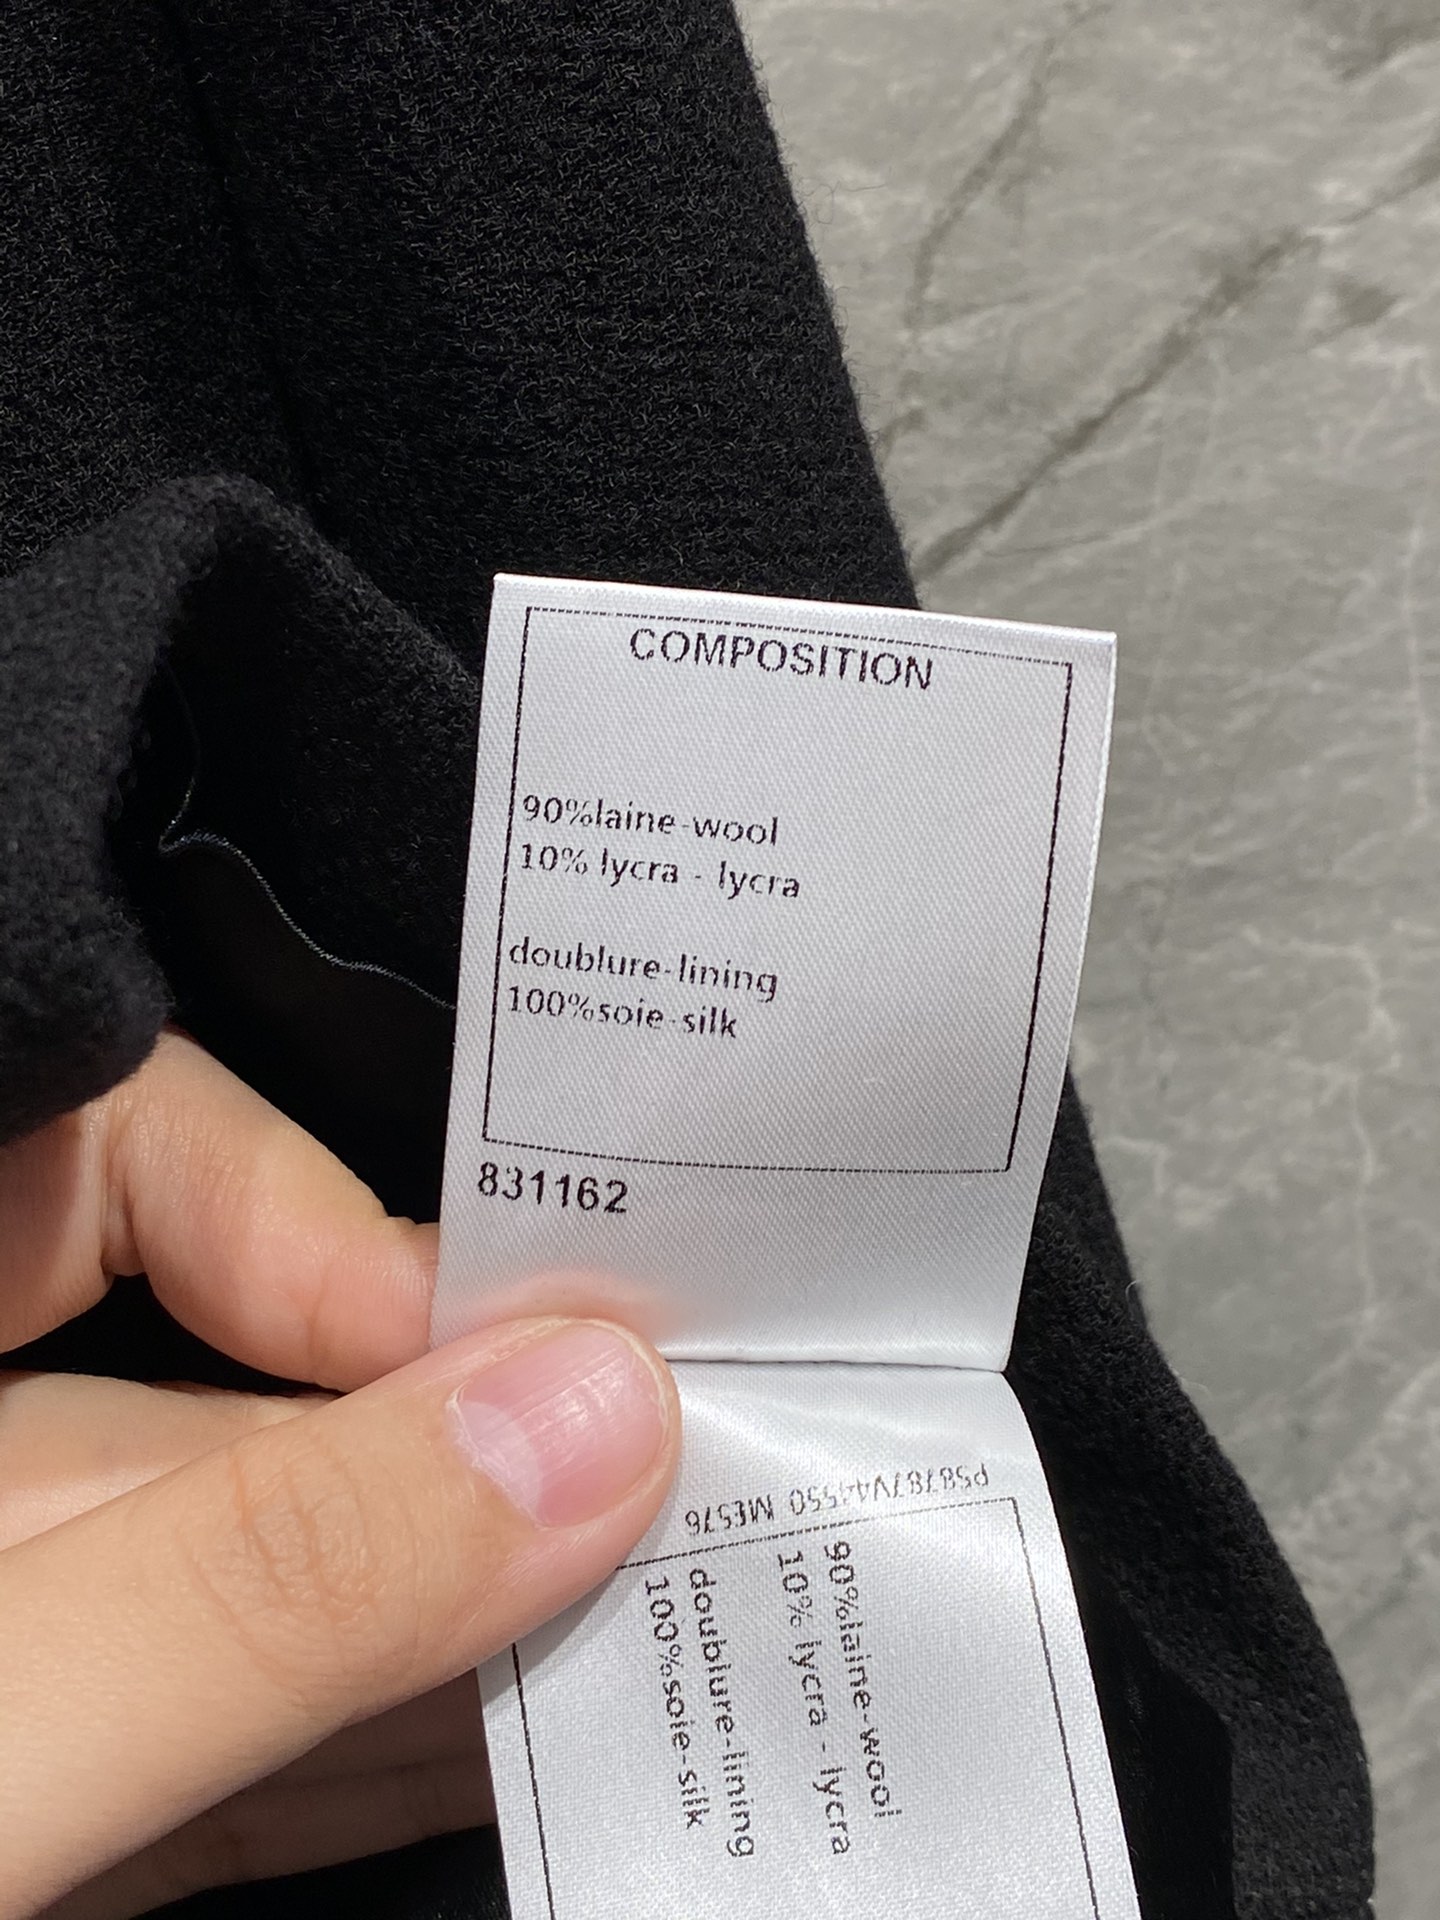 COMPOSITION
90%laine-wool
10% lycra - lycra
doublure-lining
100%soie-silk
831162
P58787V44550 ME576
90%laine-wool
10% lycra - lycra
doublure-lining
100%soie-silk